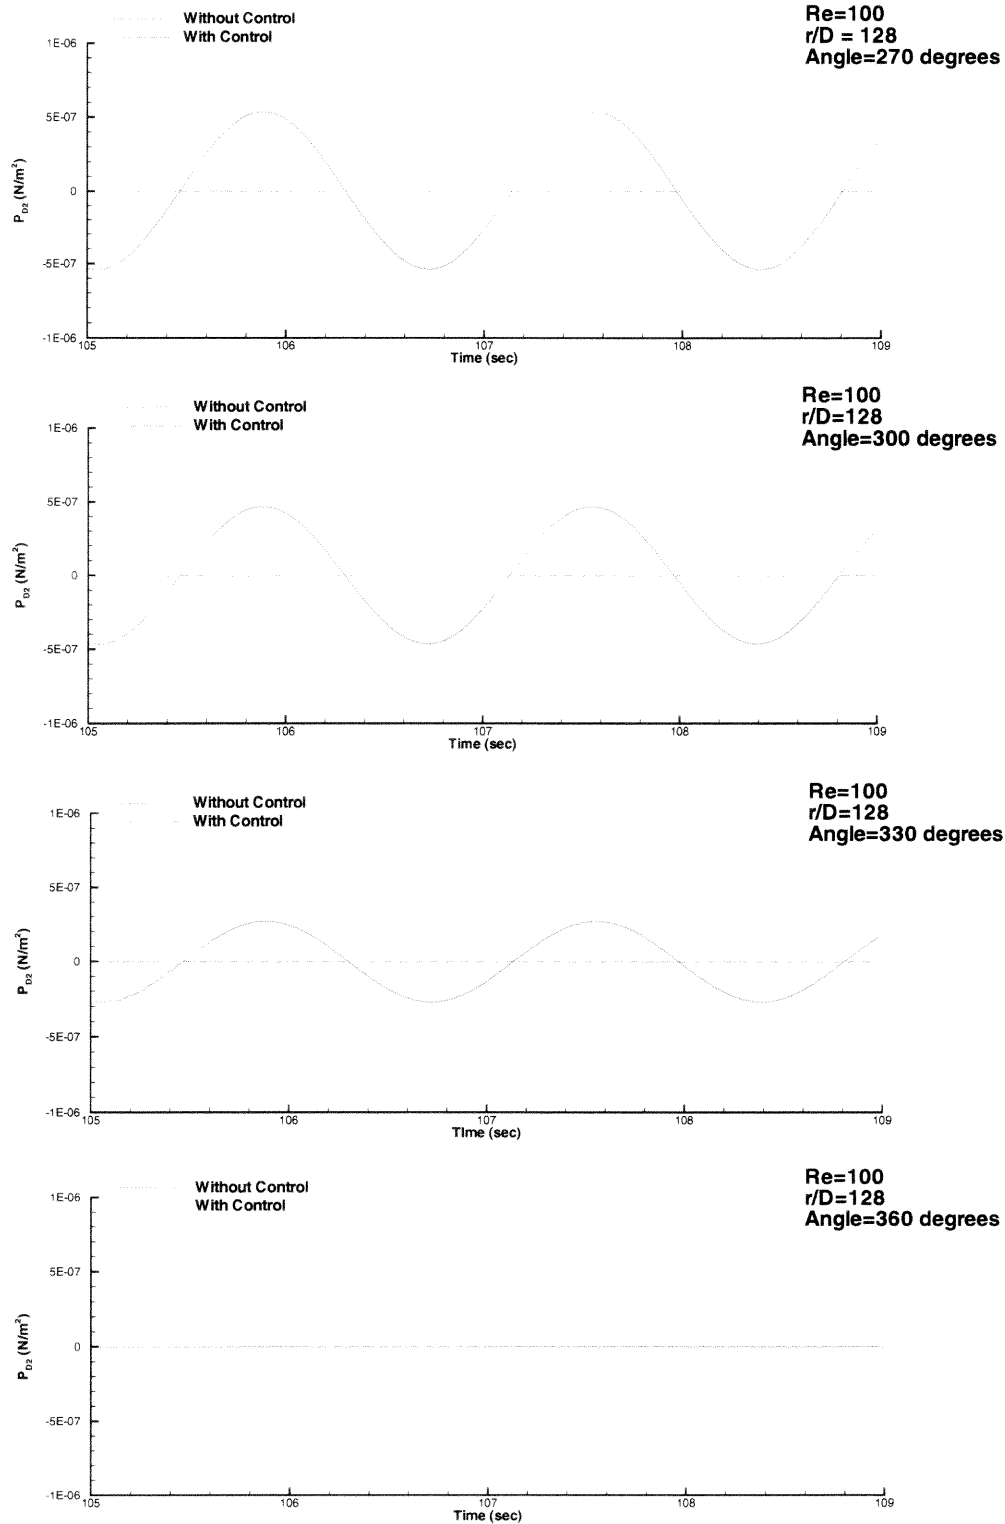 Without Control
With Control
Re=100
r/D = 128
Angle=270 degrees
1E-06
5E-07
0
-5E-07
-1E-06
P_D2 (N/m²)
105 106 107 108 109
Time (sec)
Without Control
With Control
Re=100
r/D=128
Angle=300 degrees
1E-06
5E-07
0
-5E-07
-1E-06
P_D2 (N/m²)
105 106 107 108 109
Time (sec)
Without Control
With Control
Re=100
r/D=128
Angle=330 degrees
1E-06
5E-07
0
-5E-07
-1E-06
P_D2 (N/m²)
105 106 107 108 109
TIme (sec)
Without Control
With Control
Re=100
r/D=128
Angle=360 degrees
1E-06
5E-07
0
-5E-07
-1E-06
P_D2 (N/m²)
105 106 107 108 109
Time (sec)